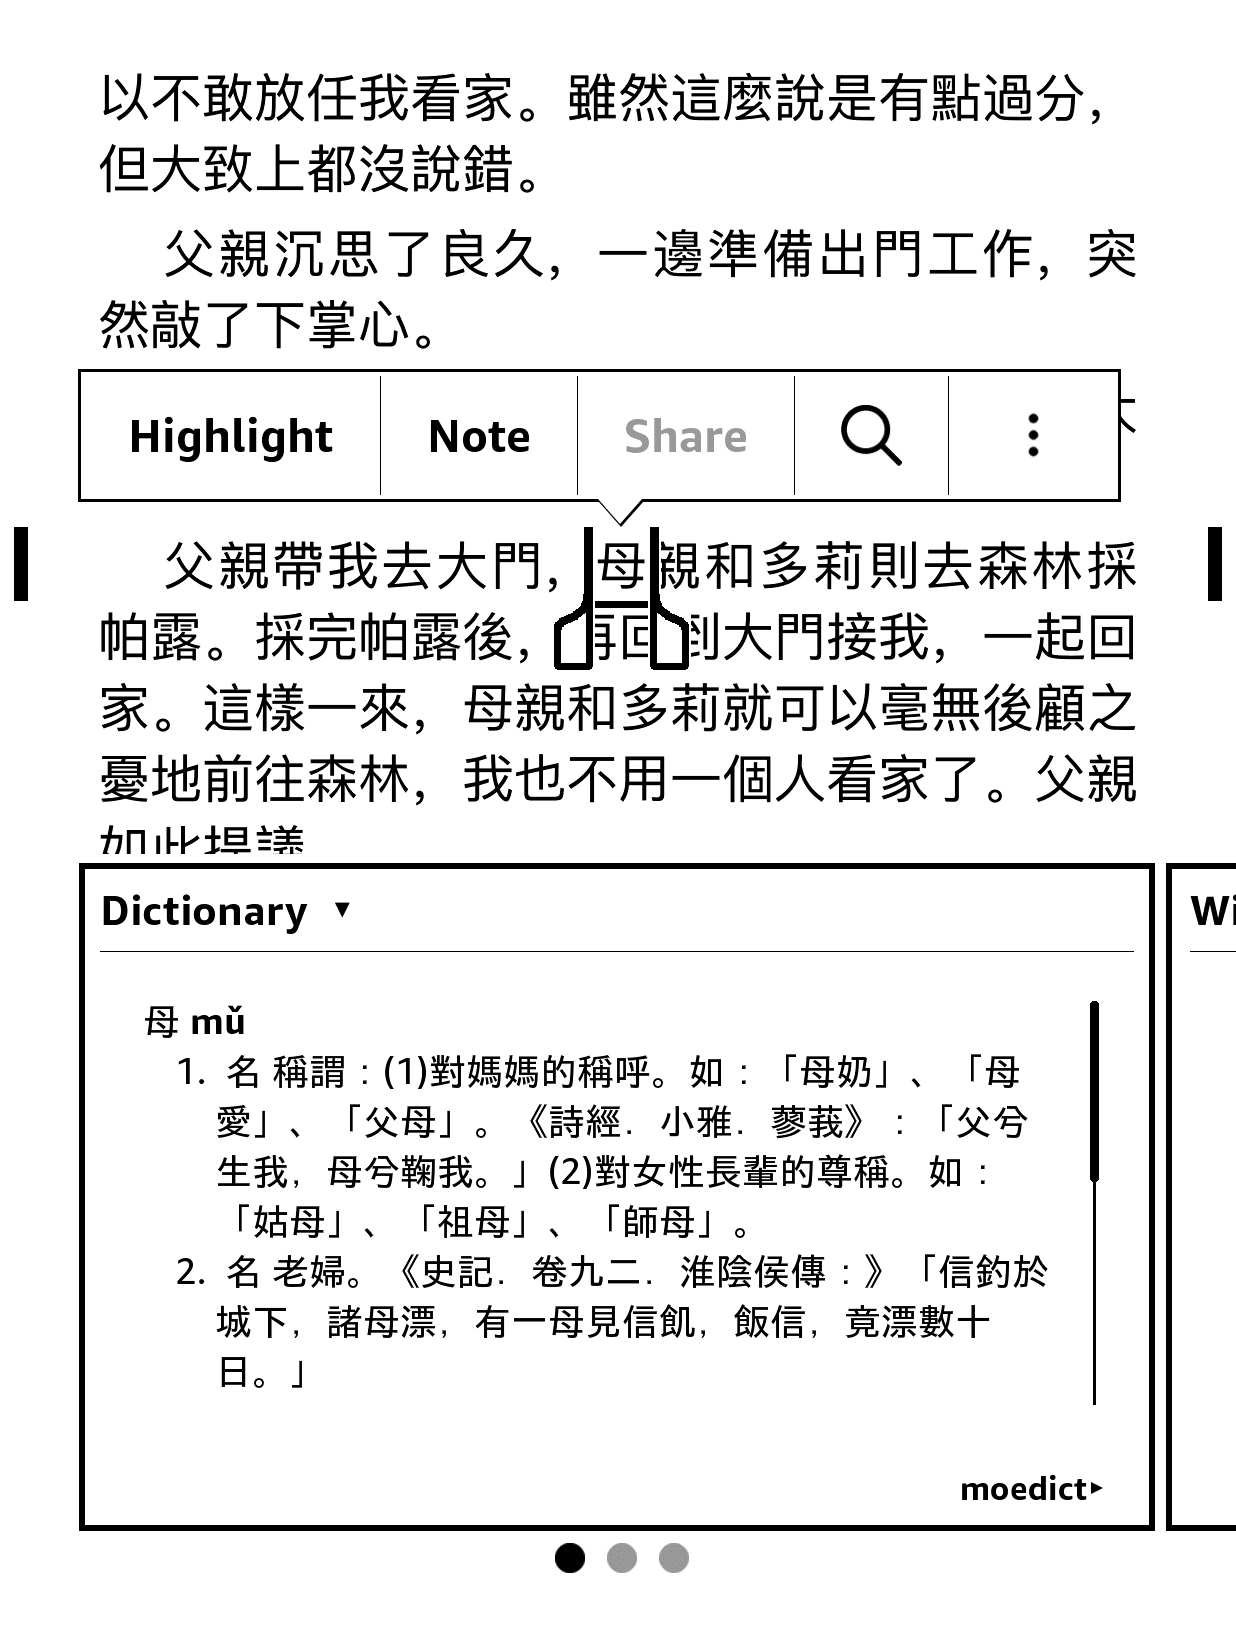 以不敢放任我看家。雖然這麼說是有點過分，
但大致上都沒說錯。
父親沉思了良久，一邊準備出門工作，突
然敲了下掌心。
Highlight Note Share
父親帶我去大門，母親和多莉則去森林採
帕露。採完帕露後，再回到大門接我，一起回
家。這樣一來，母親和多莉就可以毫無後顧之
憂地前往森林，我也不用一個人看家了。父親
如此提議
Dictionary ▼
Wi
母 mǔ
1. 名 稱謂：(1)對媽媽的稱呼。如：「母奶」、「母
愛」、「父母」。《詩經．小雅．蓼莪》：「父兮
生我，母兮鞠我。」(2)對女性長輩的尊稱。如：
「姑母」、「祖母」、「師母」。
2. 名 老婦。《史記．卷九二．淮陰侯傳：》「信釣於
城下，諸母漂，有一母見信飢，飯信，竟漂數十
日。」
moedict▸